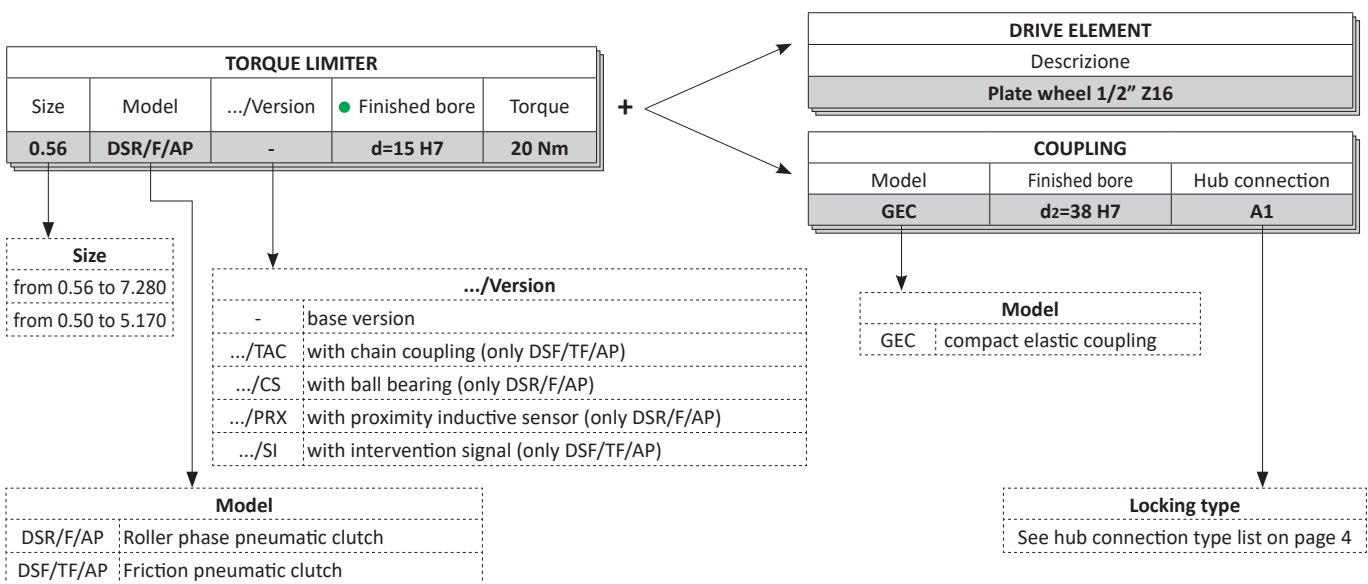 TORQUE LIMITER
Size Model .../Version ● Finished bore Torque
0.56 DSR/F/AP - d=15 H7 20 Nm
+
DRIVE ELEMENT
Descrizione
Plate wheel 1/2” Z16
COUPLING
Model Finished bore Hub connection
GEC d2=38 H7 A1
Size
from 0.56 to 7.280
from 0.50 to 5.170
.../Version
- base version
.../TAC with chain coupling (only DSF/TF/AP)
.../CS with ball bearing (only DSR/F/AP)
.../PRX with proximity inductive sensor (only DSR/F/AP)
.../SI with intervention signal (only DSF/TF/AP)
Model
GEC compact elastic coupling
Model
DSR/F/AP Roller phase pneumatic clutch
DSF/TF/AP Friction pneumatic clutch
Locking type
See hub connection type list on page 4